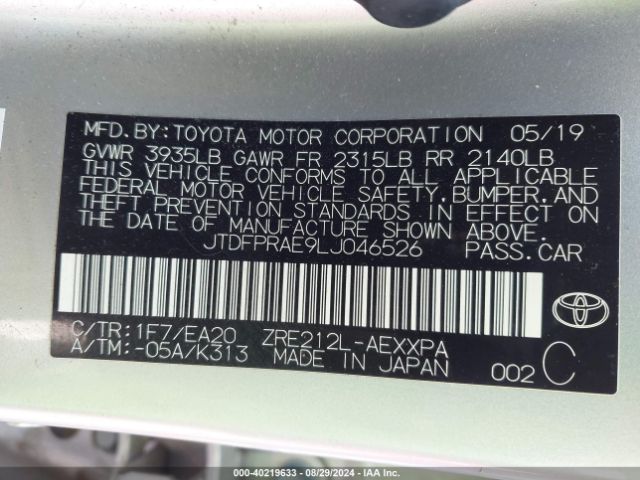 MFD.BY:TOYOTA MOTOR CORPORATION 05/19
GVWR 3935LB GAWR FR 2315LB RR 2140LB
THIS VEHICLE CONFORMS TO ALL APPLICABLE
FEDERAL MOTOR VEHICLE SAFETY,BUMPER,AND
THEFT PREVENTION STANDARDS IN EFFECT ON
THE DATE OF MANUFACTURE SHOWN ABOVE.
JTDFPRAE9LJ046526 PASS.CAR
C/TR:1F7/EA20 ZRE212L-AEXXPA
A/TM:-05A/K313 MADE IN JAPAN
002 C
TOYOTA
000-40219633 - 08/29/2024 - IAA Inc.